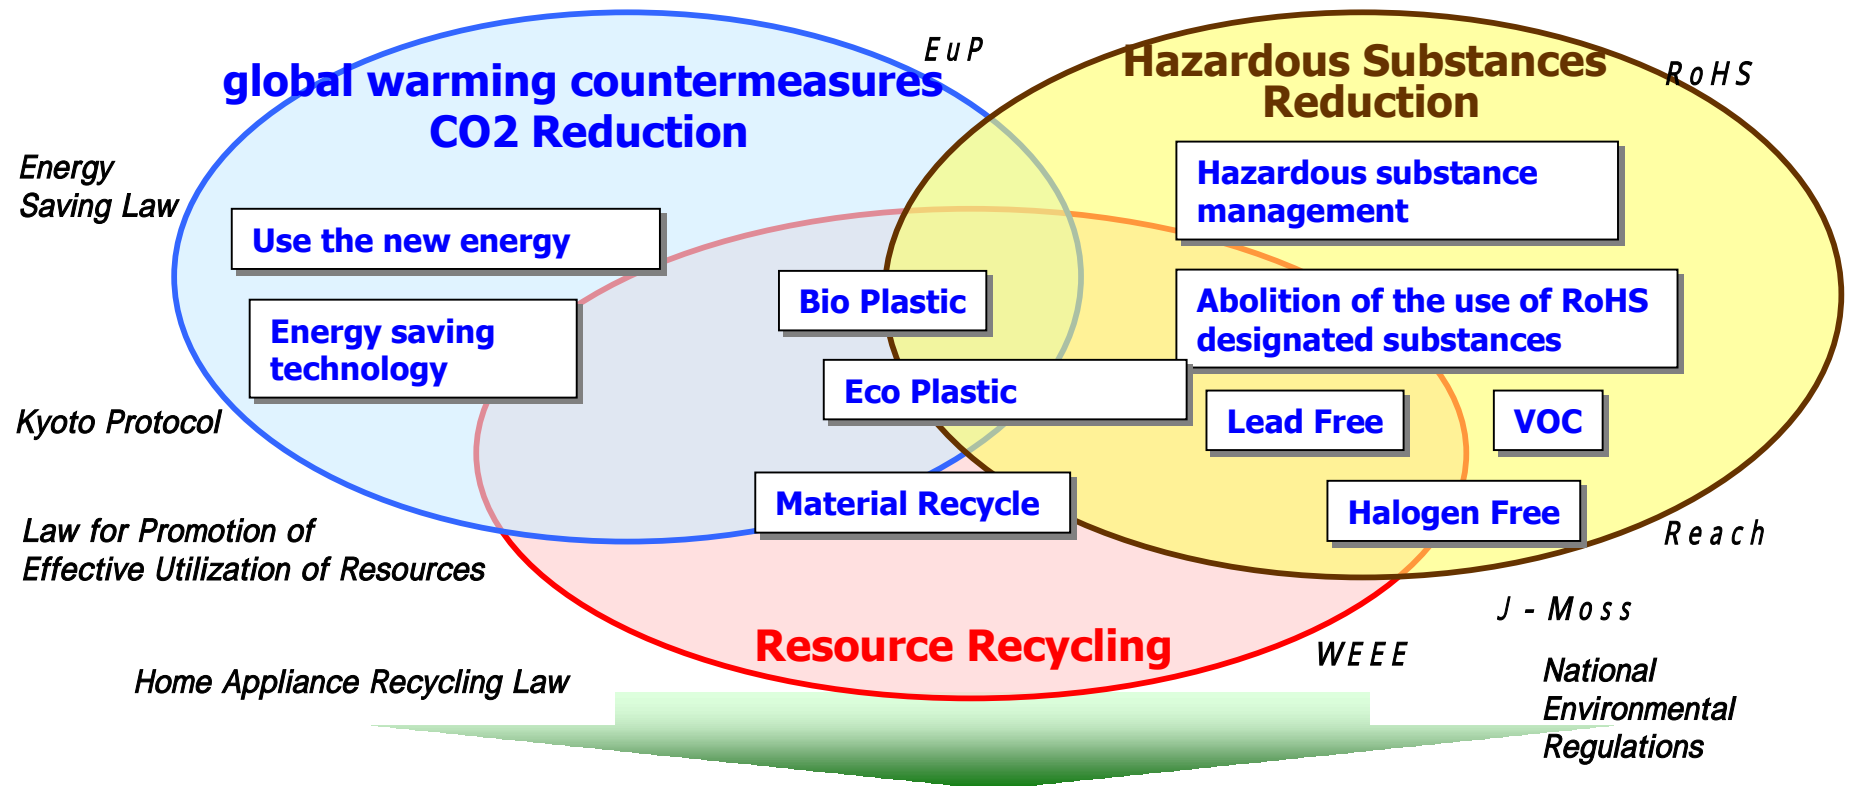 EuP
Hazardous Substances
Reduction
RoHS
global warming countermeasures
CO2 Reduction
Energy
Saving Law
Hazardous substance
management
Use the new energy
Bio Plastic
Abolition of the use of RoHS
designated substances
Energy saving
technology
Eco Plastic
Lead Free
VOC
Kyoto Protocol
Material Recycle
Halogen Free
Law for Promotion of
Effective Utilization of Resources
Reach
J-Moss
Resource Recycling
WEEE
Home Appliance Recycling Law
National
Environmental
Regulations